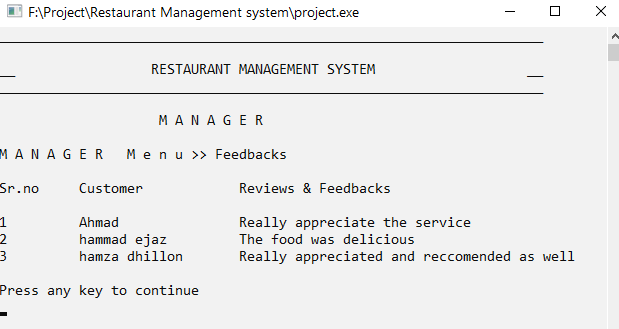 F:\Project\Restaurant Management system\project.exe
RESTAURANT MANAGEMENT SYSTEM
M A N A G E R
M A N A G E R   M e n u >> Feedbacks
Sr.no     Customer            Reviews & Feedbacks
1         Ahmad               Really appreciate the service
2         hammad ejaz         The food was delicious
3         hamza dhillon       Really appreciated and reccomended as well
Press any key to continue